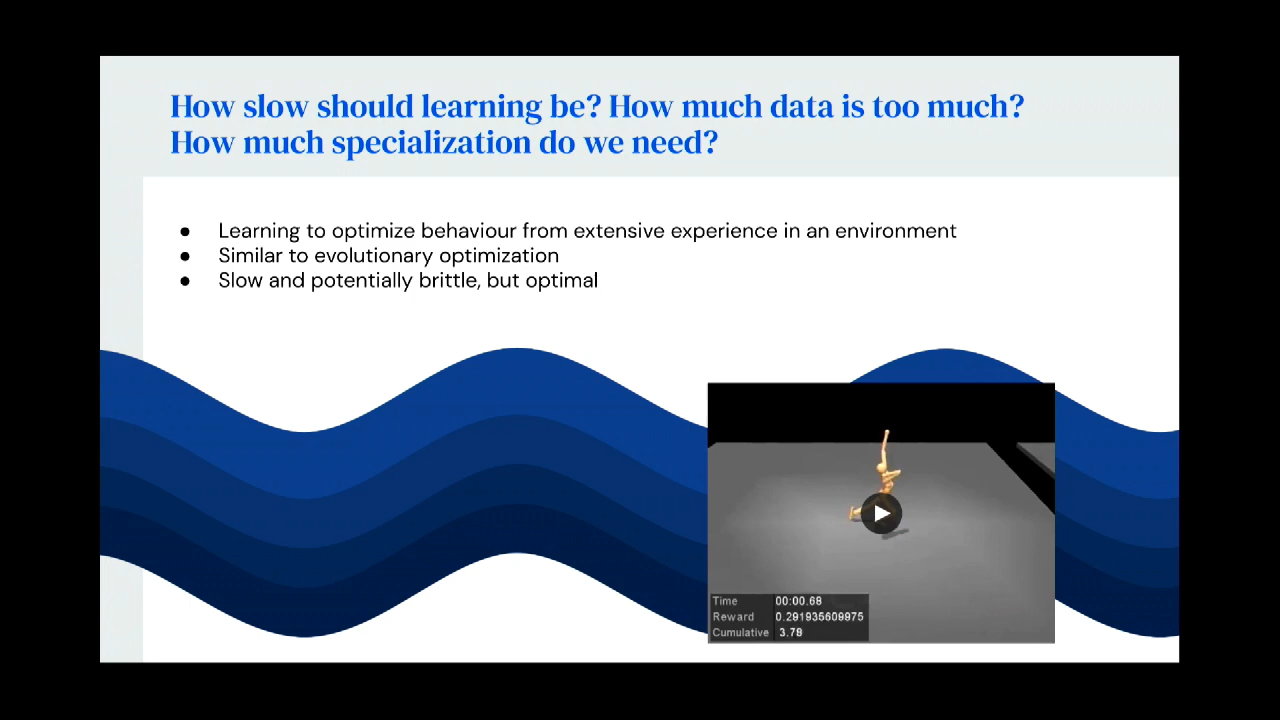 How slow should learning be? How much data is too much?
How much specialization do we need?
● Learning to optimize behaviour from extensive experience in an environment
● Similar to evolutionary optimization
● Slow and potentially brittle, but optimal
Time 00:00.68
Reward 0.291935609975
Cumulative 3.78